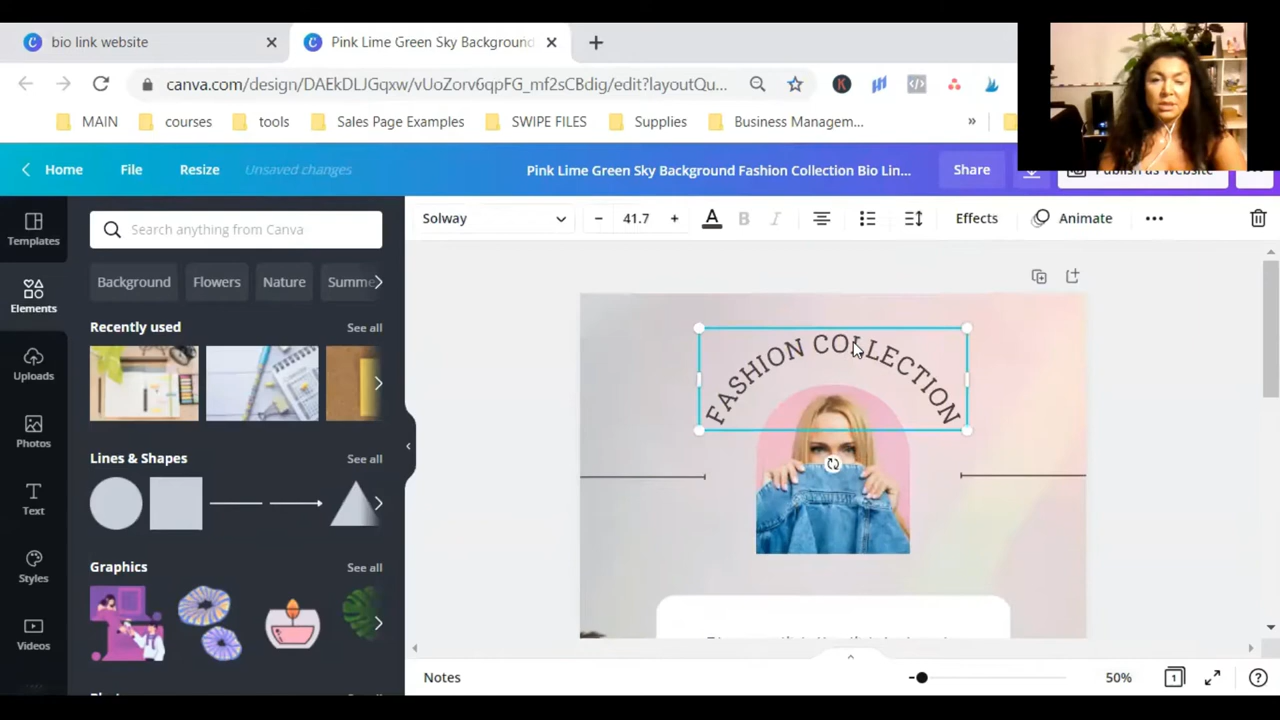 bio link website
Pink Lime Green Sky Background
canva.com/design/DAEkDLJGqxw/vUoZorv6qpFG_mf2sCBdig/edit?layoutQu...
MAIN
courses
tools
Sales Page Examples
SWIPE FILES
Supplies
Business Managem...
»
Home
File
Resize
Unsaved changes
Pink Lime Green Sky Background Fashion Collection Bio Lin...
Share
Publish as Website
Templates
Search anything from Canva
Solway
41.7
A
B
I
Effects
Animate
Background
Flowers
Nature
Summe
Elements
Recently used
See all
FASHION COLLECTION
Uploads
Photos
Lines & Shapes
See all
Text
Styles
Graphics
See all
Videos
Notes
50%
1